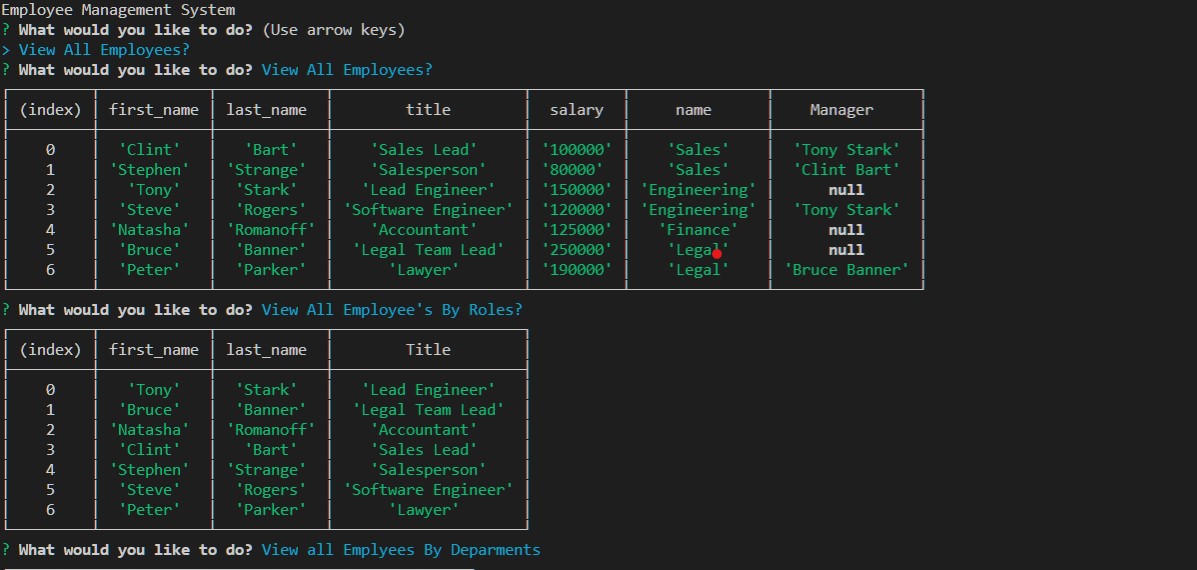 Employee Management System
? What would you like to do? (Use arrow keys)
> View All Employees?
? What would you like to do? View All Employees?
(index) first_name last_name title salary name Manager
0 'Clint' 'Bart' 'Sales Lead' '100000' 'Sales' 'Tony Stark'
1 'Stephen' 'Strange' 'Salesperson' '80000' 'Sales' 'Clint Bart'
2 'Tony' 'Stark' 'Lead Engineer' '150000' 'Engineering' null
3 'Steve' 'Rogers' 'Software Engineer' '120000' 'Engineering' 'Tony Stark'
4 'Natasha' 'Romanoff' 'Accountant' '125000' 'Finance' null
5 'Bruce' 'Banner' 'Legal Team Lead' '250000' 'Legal' null
6 'Peter' 'Parker' 'Lawyer' '190000' 'Legal' 'Bruce Banner'
? What would you like to do? View All Employee's By Roles?
(index) first_name last_name Title
0 'Tony' 'Stark' 'Lead Engineer'
1 'Bruce' 'Banner' 'Legal Team Lead'
2 'Natasha' 'Romanoff' 'Accountant'
3 'Clint' 'Bart' 'Sales Lead'
4 'Stephen' 'Strange' 'Salesperson'
5 'Steve' 'Rogers' 'Software Engineer'
6 'Peter' 'Parker' 'Lawyer'
? What would you like to do? View all Emplyees By Deparments